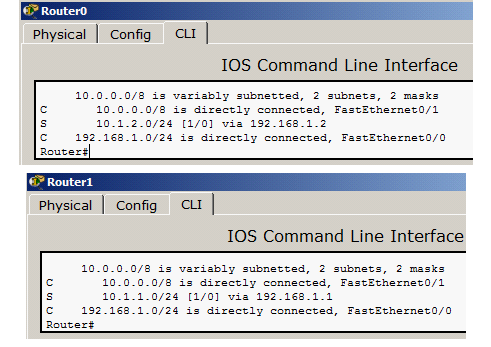 Router0
Physical Config CLI
IOS Command Line Interface
10.0.0.0/8 is variably subnetted, 2 subnets, 2 masks
C 10.0.0.0/8 is directly connected, FastEthernet0/1
S 10.1.2.0/24 [1/0] via 192.168.1.2
C 192.168.1.0/24 is directly connected, FastEthernet0/0
Router#
Router1
Physical Config CLI
IOS Command Line Interface
10.0.0.0/8 is variably subnetted, 2 subnets, 2 masks
C 10.0.0.0/8 is directly connected, FastEthernet0/1
S 10.1.1.0/24 [1/0] via 192.168.1.1
C 192.168.1.0/24 is directly connected, FastEthernet0/0
Router#